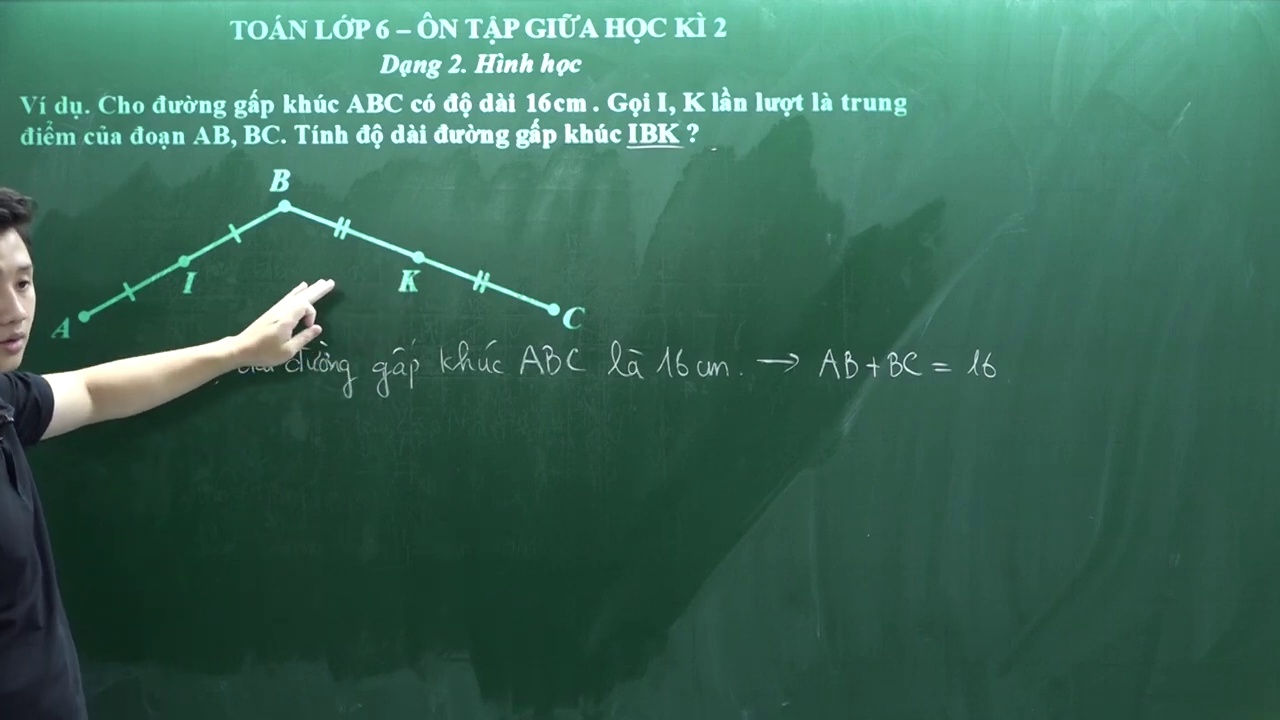 TOÁN LỚP 6 – ÔN TẬP GIỮA HỌC KÌ 2
Dạng 2. Hình học
Ví dụ. Cho đường gấp khúc ABC có độ dài 16cm . Gọi I, K lần lượt là trung
điểm của đoạn AB, BC. Tính độ dài đường gấp khúc IBK ?
B
I
K
A
C
đường gấp khúc ABC là 16 cm. → AB + BC = 16